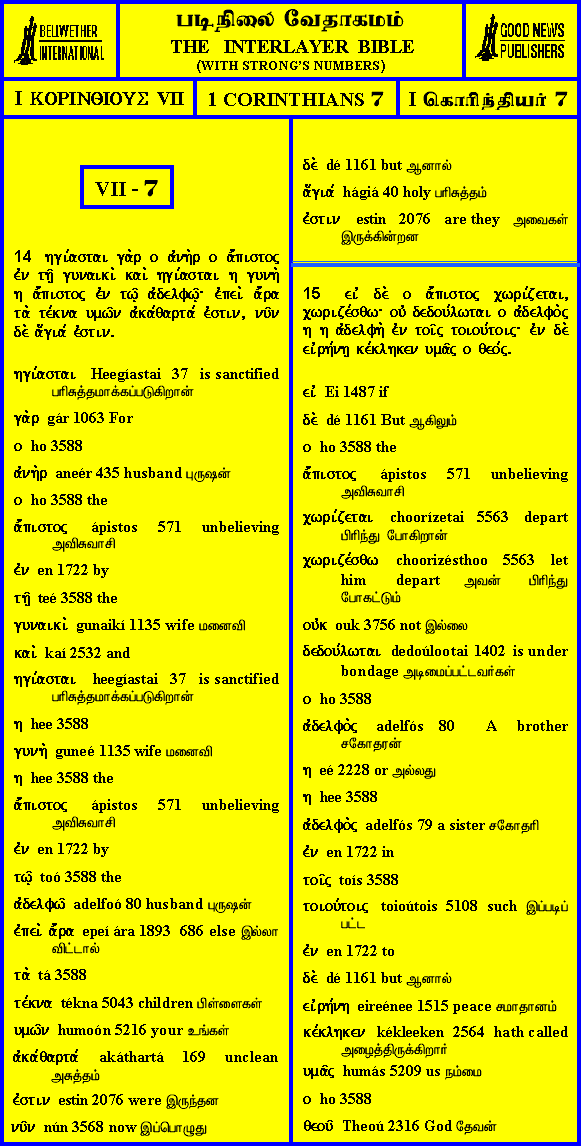 BELLWETHER
INTERNATIONAL
படிநிலை வேதாகமம்
THE INTERLAYER BIBLE
(WITH STRONG'S NUMBERS)
GOOD NEWS
PUBLISHERS
I ΚΟΡΙΝΘΙΟΥΣ VII
1 CORINTHIANS 7
I கொரிந்தியர் 7
VII - 7
14 ηγίασται γὰρ ο ἀνὴρ ο ἄπιστος
ἐν τῇ γυναικὶ καὶ ηγίασται η γυνὴ
η ἄπιστος ἐν τῷ ἀδελφῷ· ἐπεὶ ἄρα
τὰ τέκνα υμῶν ἀκάθαρτά ἐστιν, νῦν
δὲ ἅγιά ἐστιν.
ηγίασται Heegíastai 37 is sanctified
பரிசுத்தமாக்கப்படுகிறான்
γὰρ gár 1063 For
ο ho 3588
ἀνὴρ aneér 435 husband புருஷன்
ο ho 3588 the
ἄπιστος ápistos 571 unbelieving
அவிசுவாசி
ἐν en 1722 by
τῇ teé 3588 the
γυναικὶ gunaikí 1135 wife மனைவி
καὶ kaí 2532 and
ηγίασται heegíastai 37 is sanctified
பரிசுத்தமாக்கப்படுகிறான்
η hee 3588
γυνὴ guneé 1135 wife மனைவி
η hee 3588 the
ἄπιστος ápistos 571 unbelieving
அவிசுவாசி
ἐν en 1722 by
τῷ toó 3588 the
ἀδελφῶ adelfoó 80 husband புருஷன்
ἐπεὶ ἄρα epeí ára 1893 686 else இல்லா
விட்டால்
τὰ tá 3588
τέκνα tékna 5043 children பிள்ளைகள்
υμῶν humoón 5216 your உங்கள்
ἀκάθαρτά akáthartá 169 unclean
அசுத்தம்
ἐστιν estin 2076 were இருந்தன
νῦν nún 3568 now இப்பொழுது
δὲ dé 1161 but ஆனால்
ἅγιά hágiá 40 holy பரிசுத்தம்
ἐστιν estin 2076 are they அவைகள்
இருக்கின்றன
15 εἰ δὲ ο ἄπιστος χωρίζεται,
χωριζέσθω· οὐ δεδούλωται ο ἀδελφὸς
η η ἀδελφὴ ἐν τοῖς τοιούτοις· ἐν δὲ
εἰρήνῃ κέκληκεν υμᾶς ο θεός.
εἰ Ei 1487 if
δὲ dé 1161 But ஆகிலும்
ο ho 3588 the
ἄπιστος ápistos 571 unbelieving
அவிசுவாசி
χωρίζεται choorízetai 5563 depart
பிரிந்து போகிறான்
χωριζέσθω choorizésthoo 5563 let
him depart அவன் பிரிந்து
போகட்டும்
οὐκ ouk 3756 not இல்லை
δεδούλωται dedoúlootai 1402 is under
bondage அடிமைப்பட்டவர்கள்
ο ho 3588
ἀδελφὸς adelfós 80 A brother
சகோதரன்
η eé 2228 or அல்லது
η hee 3588
ἀδελφὸς adelfós 79 a sister சகோதரி
ἐν en 1722 in
τοῖς toís 3588
τοιούτοις toioútois 5108 such இப்படிப்
பட்ட
ἐν en 1722 to
δὲ dé 1161 but ஆனால்
εἰρήνη eireénee 1515 peace சமாதானம்
κέκληκεν kékleeken 2564 hath called
அழைத்திருக்கிறார்
υμᾶς humás 5209 us நம்மை
ο ho 3588
θεοῦ Theoú 2316 God தேவன்